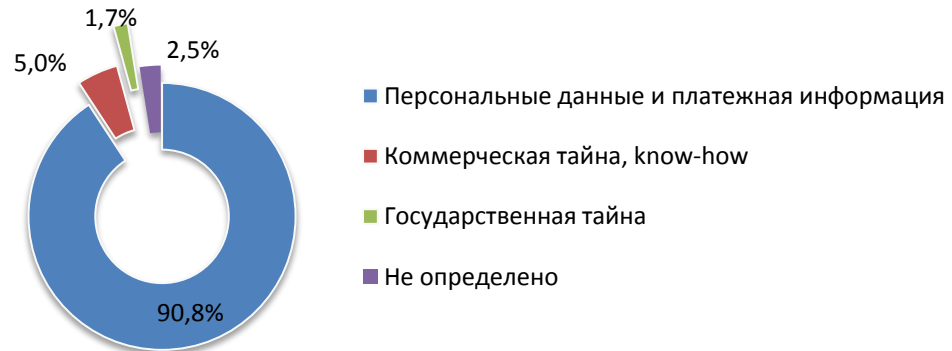 1,7%
2,5%
5,0%
Персональные данные и платежная информация
Коммерческая тайна, know-how
Государственная тайна
Не определено
90,8%